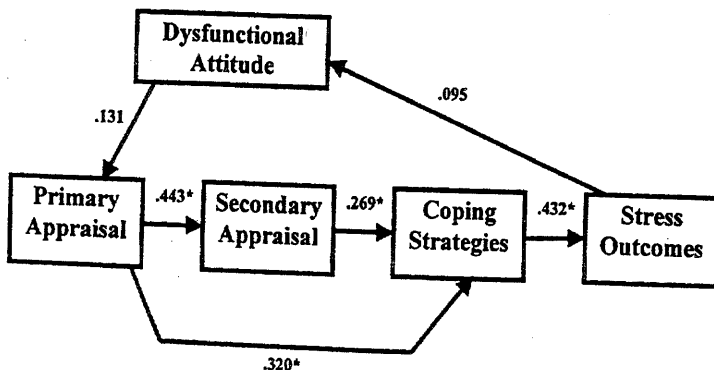 Dysfunctional
Attitude
.095
.131
Primary
Appraisal
.443*
Secondary
Appraisal
.269*
Coping
Strategies
.432*
Stress
Outcomes
.320*